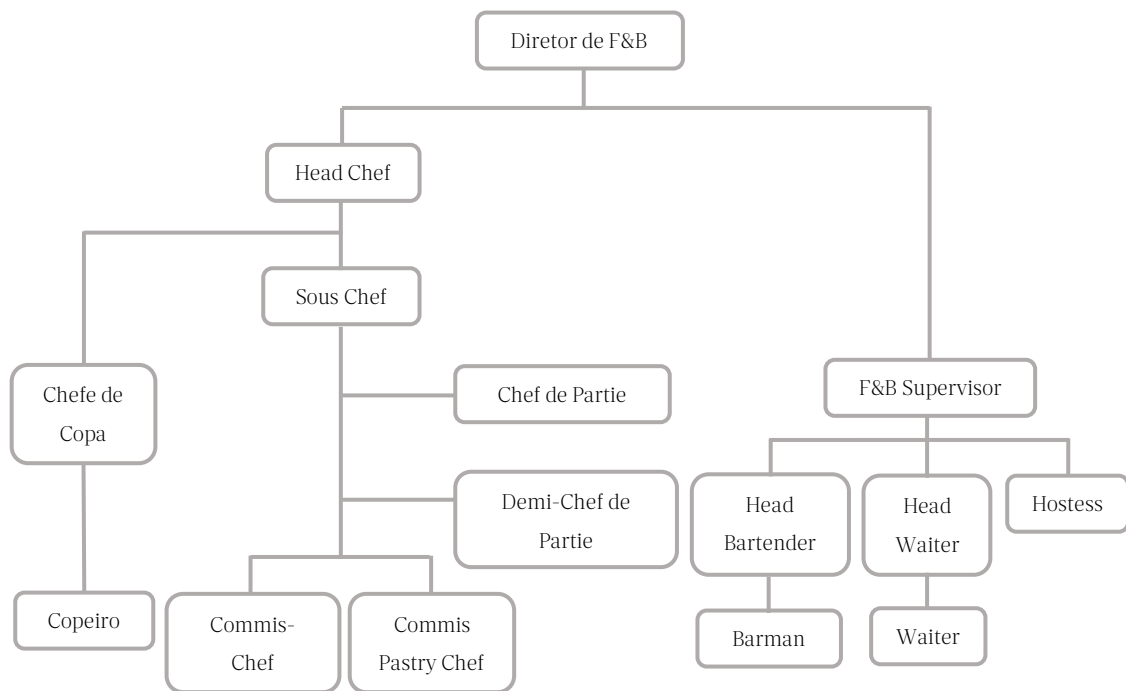 Diretor de F&B
Head Chef
Sous Chef
Chefe de
Copa
Chef de Partie
F&B Supervisor
Demi-Chef de
Partie
Head
Bartender
Head
Waiter
Hostess
Copeiro
Commis-
Chef
Commis
Pastry Chef
Barman
Waiter